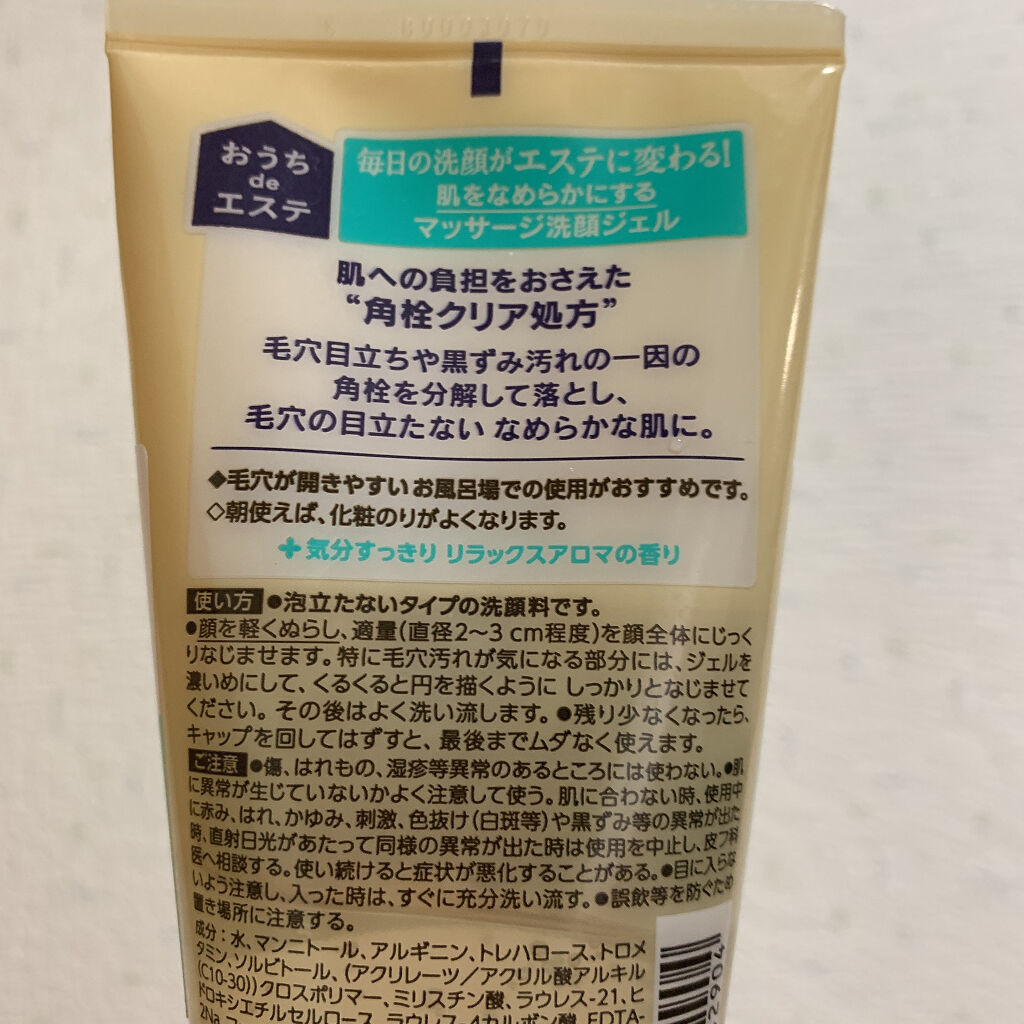 おうち
de
エステ
毎日の洗顔がエステに変わる!
肌をなめらかにする
マッサージ洗顔ジェル
肌への負担をおさえた
“角栓クリア処方”
毛穴目立ちや黒ずみ汚れの一因の
角栓を分解して落とし、
毛穴の目立たない なめらかな肌に。
◆毛穴が開きやすい お風呂場での使用がおすすめです。
◇朝使えば、化粧のりがよくなります。
気分すっきり リラックスアロマの香り
使い方 ●泡立たないタイプの洗顔料です。
●顔を軽くぬらし、適量(直径2〜3 cm程度)を顔全体にじっく
りなじませます。特に毛穴汚れが気になる部分には、ジェルを
濃いめにして、くるくると円を描くように しっかりとなじませて
ください。その後はよく洗い流します。●残り少なくなったら、
キャップを回してはずすと、最後までムダなく使えます。
ご注意 ●傷、はれもの、湿疹等異常のあるところには使わない。●肌
に異常が生じていないかよく注意して使う。肌に合わない時、使用中
に赤み、はれ、かゆみ、刺激、色抜け(白斑等)や黒ずみ等の異常が出た
時、直射日光があたって同様の異常が出た時は使用を中止し、皮フ科
医へ相談する。使い続けると症状が悪化することがある。●目に入らな
いよう注意し、入った時は、すぐに充分洗い流す。●誤飲等を防ぐため
置き場所に注意する。
成分:水、マンニトール、アルギニン、トレハロース、トロメ
タミン、ソルビトール、(アクリレーツ/アクリル酸アルキル
(C10-30))クロスポリマー、ミリスチン酸、ラウレス-21、ヒ
ドロキシエチルセルロース、ラウレス-4カルボン酸、EDTA-
2Na